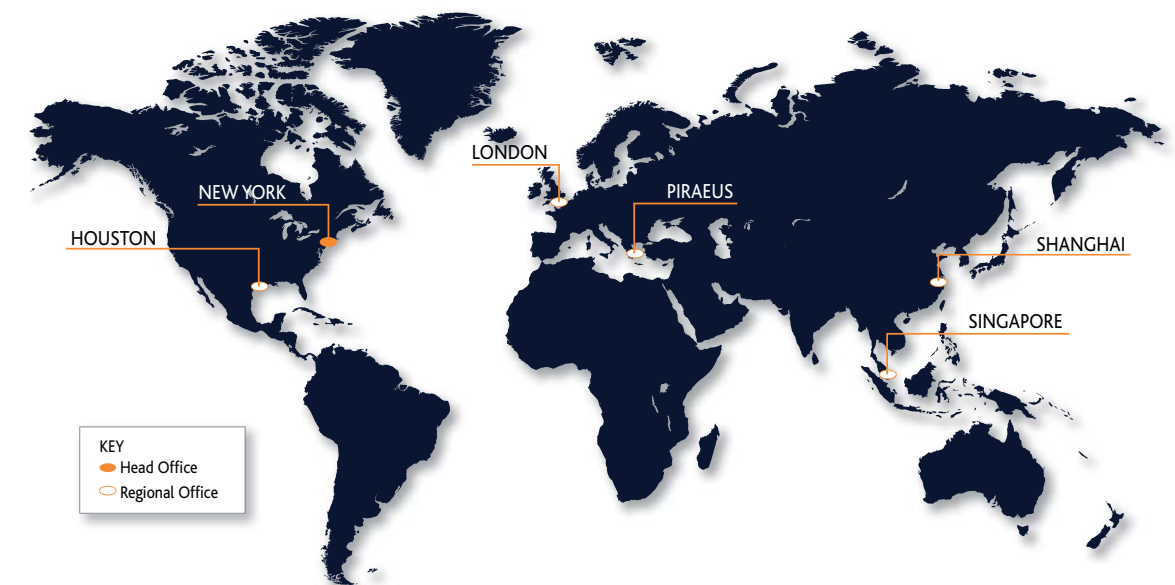 LONDON
NEW YORK
PIRAEUS
HOUSTON
SHANGHAI
SINGAPORE
KEY
Head Office
Regional Office